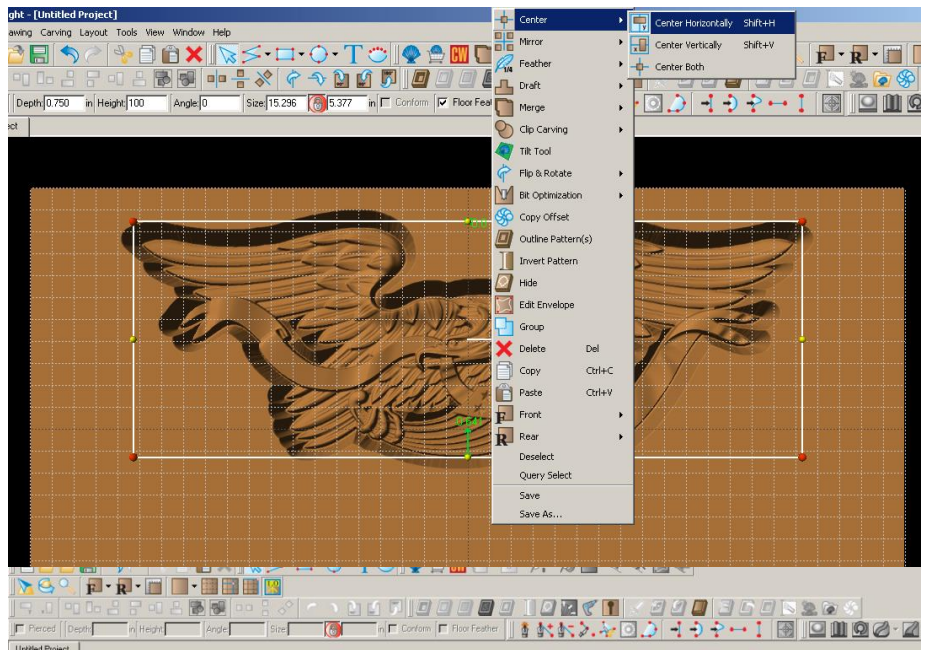 ght - [Untitled Project]
awing Carving Layout Tools View Window Help
CW
T
F R
Depth: 0.750 in Height: 100 Angle: 0 Size: 15.296 5.377 in Conform Floor Feat
ect
Center
Mirror
Feather
1/4
Draft
Merge
Clip Carving
Tilt Tool
Flip & Rotate
Bit Optimization
Copy Offset
Outline Pattern(s)
Invert Pattern
Hide
Edit Envelope
Group
Delete Del
Copy Ctrl+C
Paste Ctrl+V
F Front
R Rear
Deselect
Query Select
Save
Save As...
Center Horizontally Shift+H
Center Vertically Shift+V
Center Both
F R
Pierced Depth: in Height: Angle: Size: in Conform Floor Feather
Untitled Project